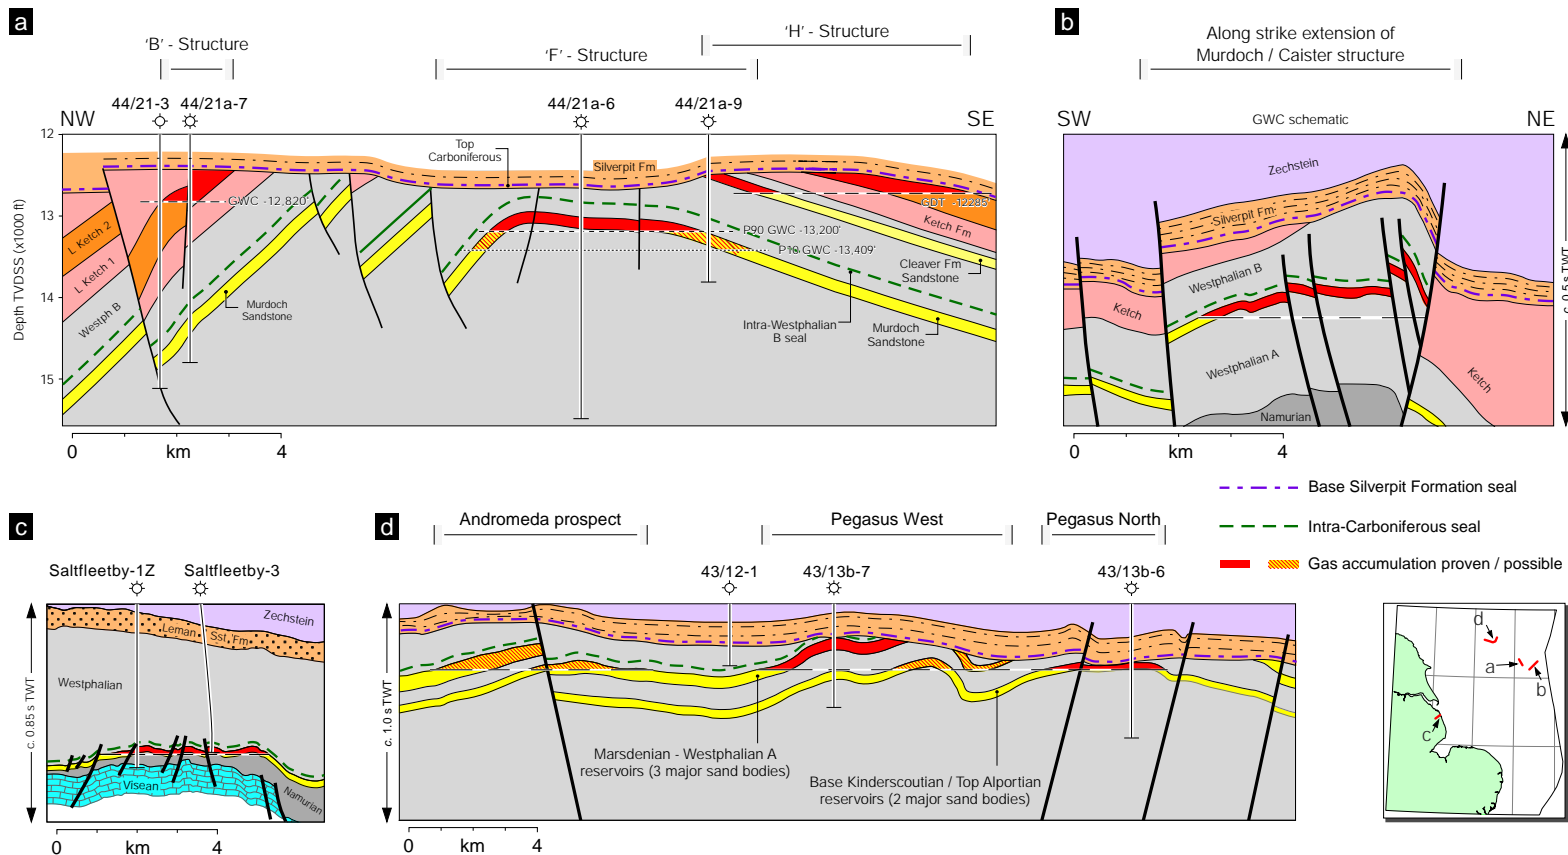 a
'B' - Structure
'F' - Structure
'H' - Structure
44/21-3
44/21a-7
44/21a-6
44/21a-9
NW
SE
Depth TVDSS (x1000 ft)
12
13
14
15
Top
Carboniferous
Silverpit Fm
GWC -12,820'
GDT -12285'
L Ketch 2
L Ketch 1
Westph B
Murdoch
Sandstone
P90 GWC -13,200'
P10 GWC -13,409'
Ketch Fm
Cleaver Fm
Sandstone
Intra-Westphalian
B seal
Murdoch
Sandstone
0
km
4
b
Along strike extension of
Murdoch / Caister structure
SW
GWC schematic
NE
Zechstein
Silverpit Fm
Westphalian B
Ketch
Westphalian A
Ketch
Namurian
c. 0.5 s TWT
0
km
4
Base Silverpit Formation seal
Intra-Carboniferous seal
Gas accumulation proven / possible
c
Saltfleetby-1Z
Saltfleetby-3
Zechstein
Leman Sst. Fm
Westphalian
Visean
Namurian
c. 0.85 s TWT
0
km
4
d
Andromeda prospect
Pegasus West
Pegasus North
43/12-1
43/13b-7
43/13b-6
c. 1.0 s TWT
Marsdenian - Westphalian A
reservoirs (3 major sand bodies)
Base Kinderscoutian / Top Alportian
reservoirs (2 major sand bodies)
0
km
4
d
a
b
c